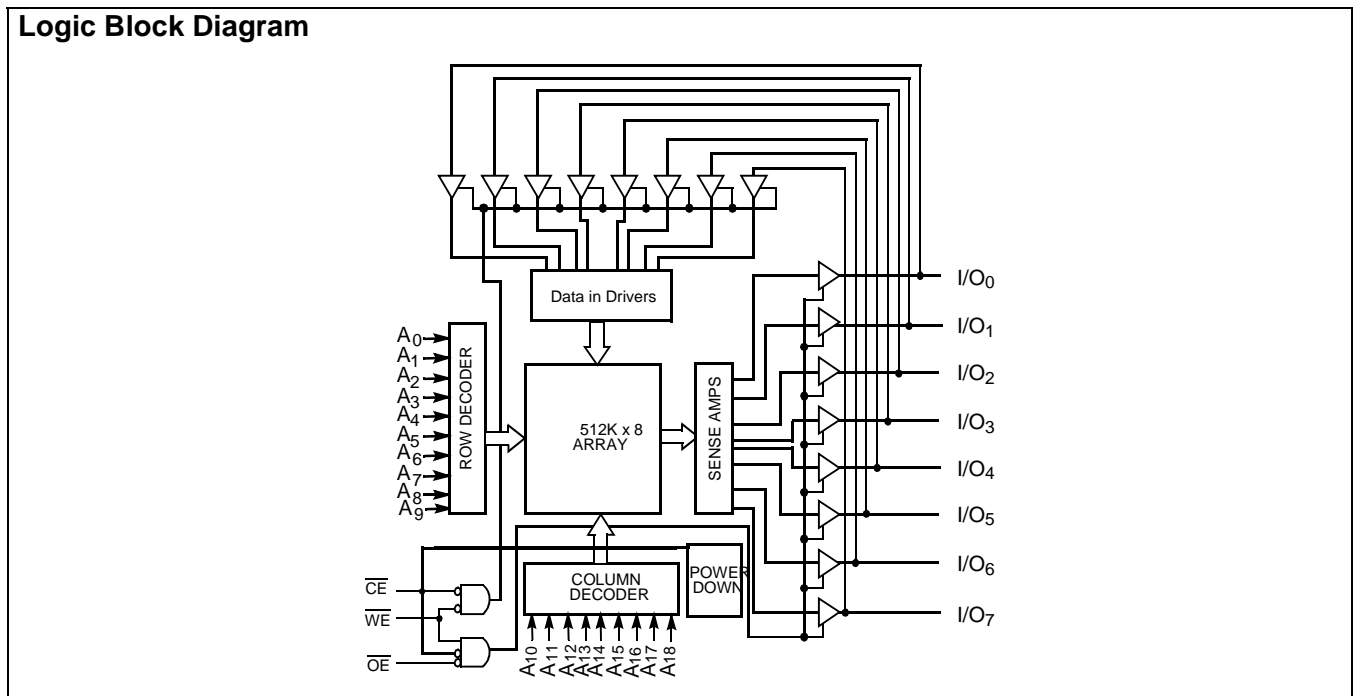 Logic Block Diagram
Data in Drivers
I/O0
I/O1
I/O2
I/O3
I/O4
I/O5
I/O6
I/O7
A0
A1
A2
A3
A4
A5
A6
A7
A8
A9
ROW DECODER
512K x 8
ARRAY
SENSE AMPS
COLUMN
DECODER
POWER
DOWN
CE
WE
OE
A10
A11
A12
A13
A14
A15
A16
A17
A18